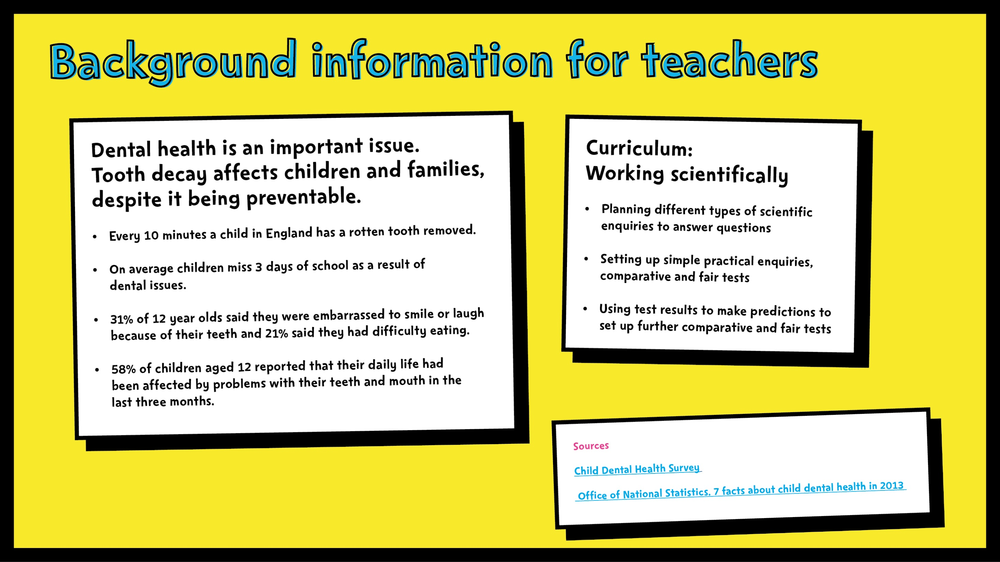 Background information for teachers
Dental health is an important issue.
Tooth decay affects children and families,
despite it being preventable.
• Every 10 minutes a child in England has a rotten tooth removed.
• On average children miss 3 days of school as a result of
dental issues.
• 31% of 12 year olds said they were embarrassed to smile or laugh
because of their teeth and 21% said they had difficulty eating.
• 58% of children aged 12 reported that their daily life had
been affected by problems with their teeth and mouth in the
last three months.
Curriculum:
Working scientifically
• Planning different types of scientific
enquiries to answer questions
• Setting up simple practical enquiries,
comparative and fair tests
• Using test results to make predictions to
set up further comparative and fair tests
Sources
Child Dental Health Survey
Office of National Statistics. 7 facts about child dental health in 2013